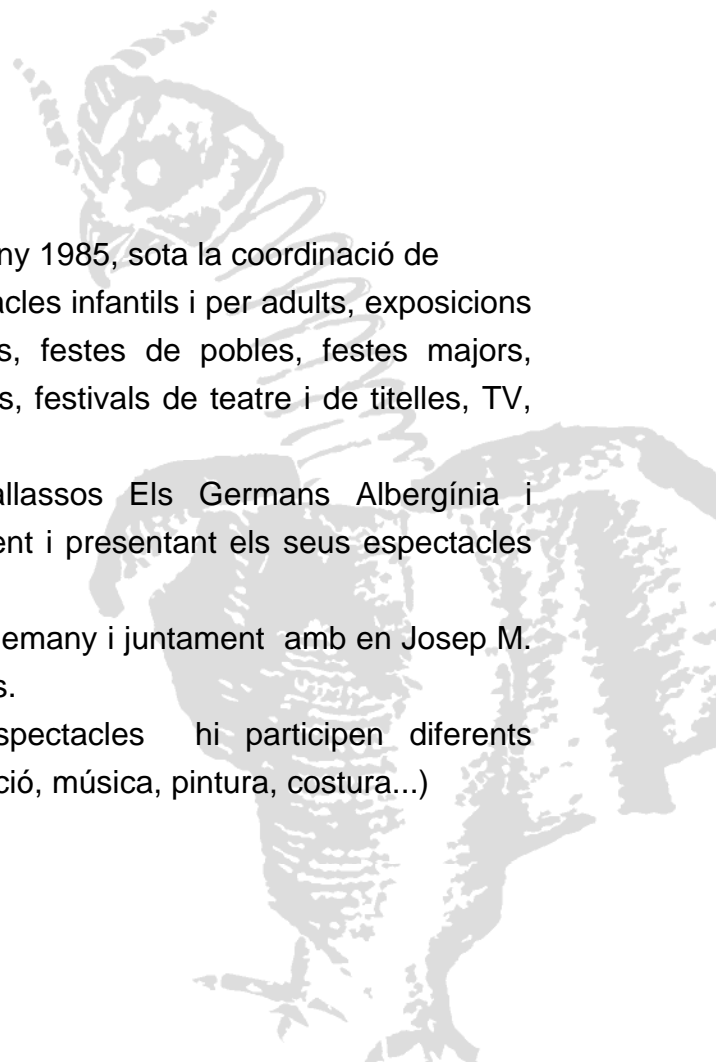 ny 1985, sota la coordinació de
acles infantils i per adults, exposicions
s, festes de pobles, festes majors,
s, festivals de teatre i de titelles, TV,
allassos Els Germans Albergínia i
ent i presentant els seus espectacles
lemany i juntament amb en Josep M.
s.
spectacles hi participen diferents
ció, música, pintura, costura...)